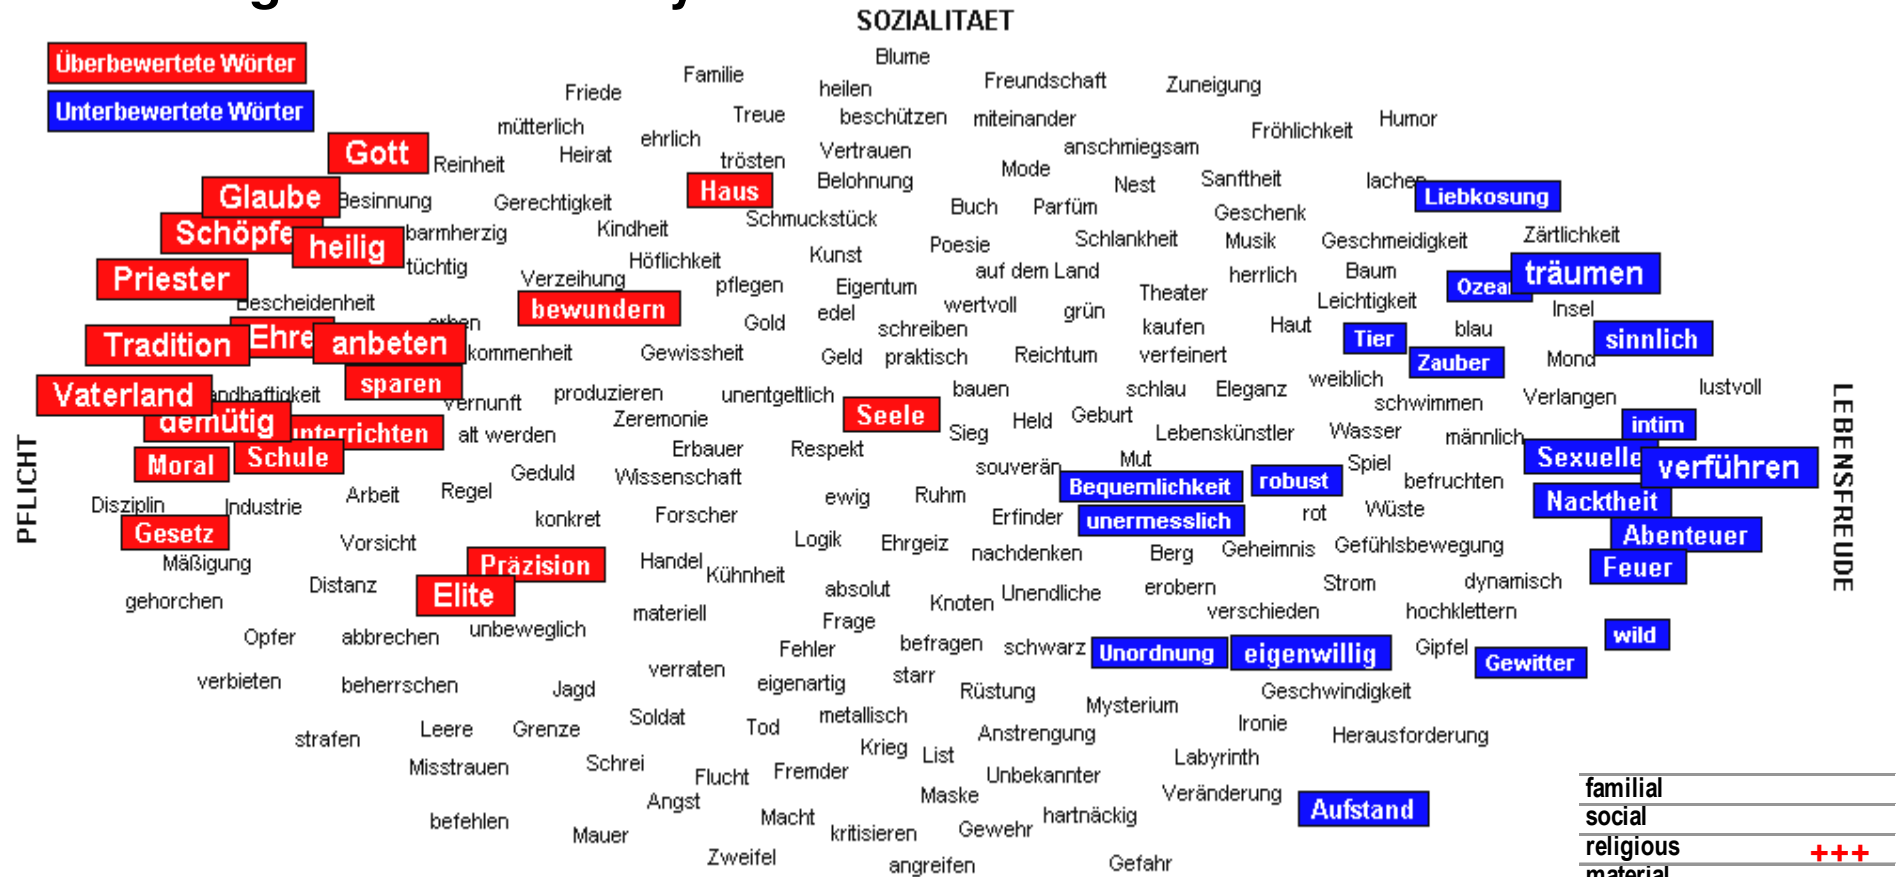 SOZIALITAET
Überbewertete Wörter
Unterbewertete Wörter
Blume
Familie
Freundschaft
Zuneigung
Friede
heilen
Treue
beschützen
miteinander
Humor
mütterlich
ehrlich
Fröhlichkeit
Gott
Reinheit
Heirat
trösten
Vertrauen
anschmiegsam
Mode
Glaube
Besinnung
Gerechtigkeit
Haus
Belohnung
Nest
Sanftheit
lachen
Liebkosung
Schmuckstück
Buch
Parfüm
Geschenk
Schöpfe
heilig
barmherzig
Kindheit
Poesie
Schlankheit
Musik
Geschmeidigkeit
Zärtlichkeit
tüchtig
Höflichkeit
Kunst
auf dem Land
herrlich
Baum
träumen
Priester
Verzeihung
pflegen
Eigentum
Theater
Ozean
Bescheidenheit
bewundern
edel
wertvoll
grün
Leichtigkeit
Insel
erben
Gold
schreiben
kaufen
Haut
Tier
blau
sinnlich
Tradition
Ehre
anbeten
kommenheit
Gewissheit
Geld
praktisch
Reichtum
verfeinert
Zauber
Mond
sparen
weiblich
lustvoll
Vaterland
andhaftigkeit
Vernunft
produzieren
unentgeltlich
bauen
schlau
Eleganz
schwimmen
Verlangen
demütig
Zeremonie
Seele
Held
Geburt
intim
unterrichten
alt werden
Sieg
Lebenskünstler
Wasser
männlich
Moral
Schule
Erbauer
Respekt
souverän
Mut
Spiel
Sexuelle
verführen
LEBENSFREUDE
PFLICHT
Geduld
Wissenschaft
Bequemlichkeit
robust
befruchten
Disziplin
Industrie
Arbeit
Regel
ewig
Ruhm
Nacktheit
Gesetz
konkret
Forscher
Erfinder
unermesslich
rot
Wüste
Abenteuer
Mäßigung
Vorsicht
Logik
Ehrgeiz
nachdenken
Berg
Geheimnis
Gefühlsbewegung
Präzision
Handel
Kühnheit
Feuer
gehorchen
Distanz
Elite
absolut
Knoten
Unendliche
erobern
Strom
dynamisch
materiell
Frage
verschieden
hochklettern
Opfer
abbrechen
unbeweglich
Fehler
befragen
schwarz
Unordnung
eigenwillig
Gipfel
wild
Gewitter
verbieten
beherrschen
Jagd
verraten
eigenartig
starr
Rüstung
Geschwindigkeit
Mysterium
strafen
Leere
Grenze
Soldat
Tod
metallisch
Anstrengung
Ironie
Herausforderung
Krieg
List
Labyrinth
Misstrauen
Schrei
Flucht
Fremder
Unbekannter
Angst
Maske
Veränderung
Aufstand
befehlen
Mauer
Macht
kritisieren
Gewehr
hartnäckig
Zweifel
angreifen
Gefahr
familial
social
religious +++
material